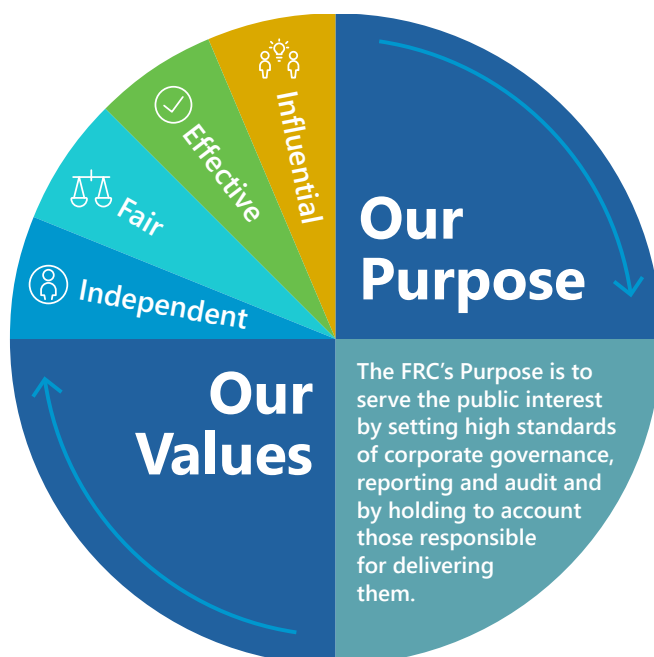 Our
Purpose
The FRC’s Purpose is to
serve the public interest
by setting high standards
of corporate governance,
reporting and audit and
by holding to account
those responsible
for delivering
them.
Our
Values
Independent
Fair
Effective
Influential